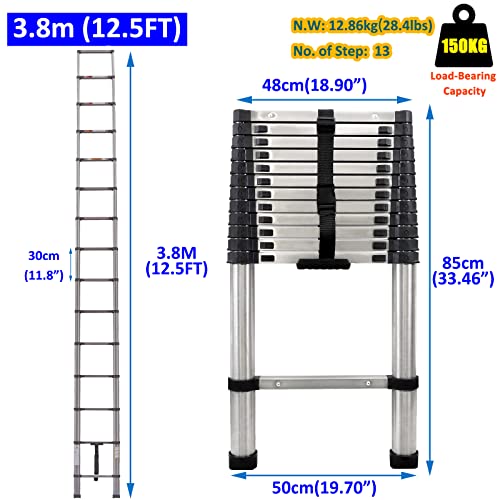 3.8m (12.5FT)
N.W: 12.86kg(28.4lbs)
No. of Step: 13
150KG
Load-Bearing
Capacity
48cm(18.90”)
30cm
(11.8”)
3.8M
(12.5FT)
85cm
(33.46”)
50cm(19.70”)